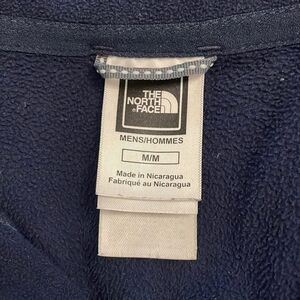 THE
NORTH
FACE
MENS/HOMMES
M/M
Made in Nicaragua
Fabriqué au Nicaragua